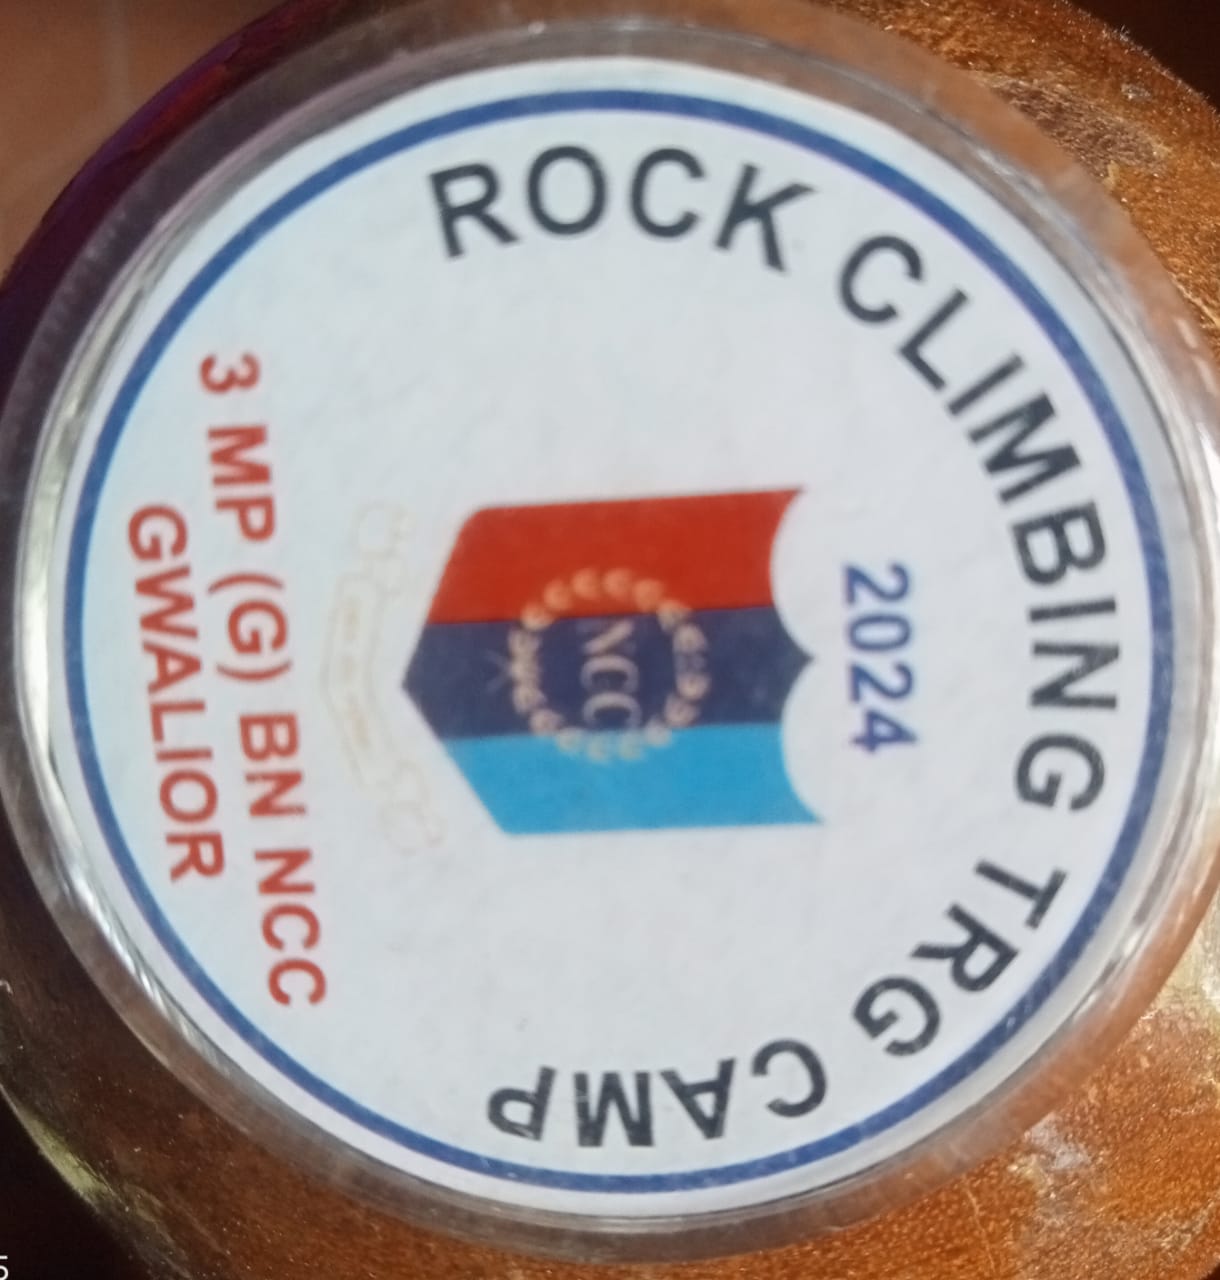 ROCK CLIMBING TRG CAMP
2024
NCC
3 MP (G) BN NCC
GWALIOR